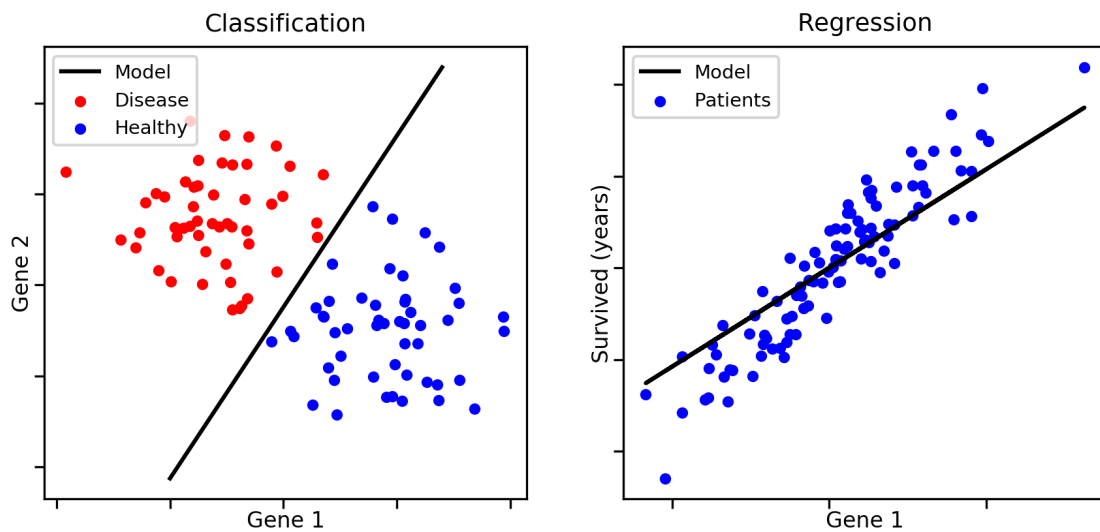 Classification
Model
Disease
Healthy
Gene 2
Gene 1
Regression
Model
Patients
Survived (years)
Gene 1